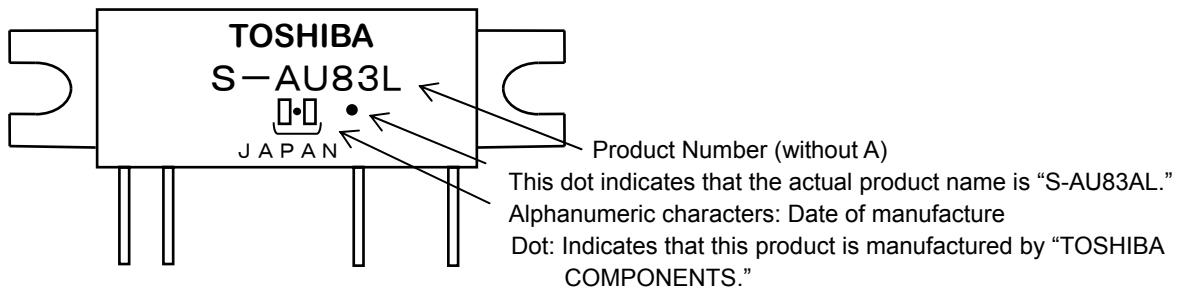 TOSHIBA
S－AU83L
JAPAN
Product Number (without A)
This dot indicates that the actual product name is “S-AU83AL.”
Alphanumeric characters: Date of manufacture
Dot: Indicates that this product is manufactured by “TOSHIBA
COMPONENTS.”